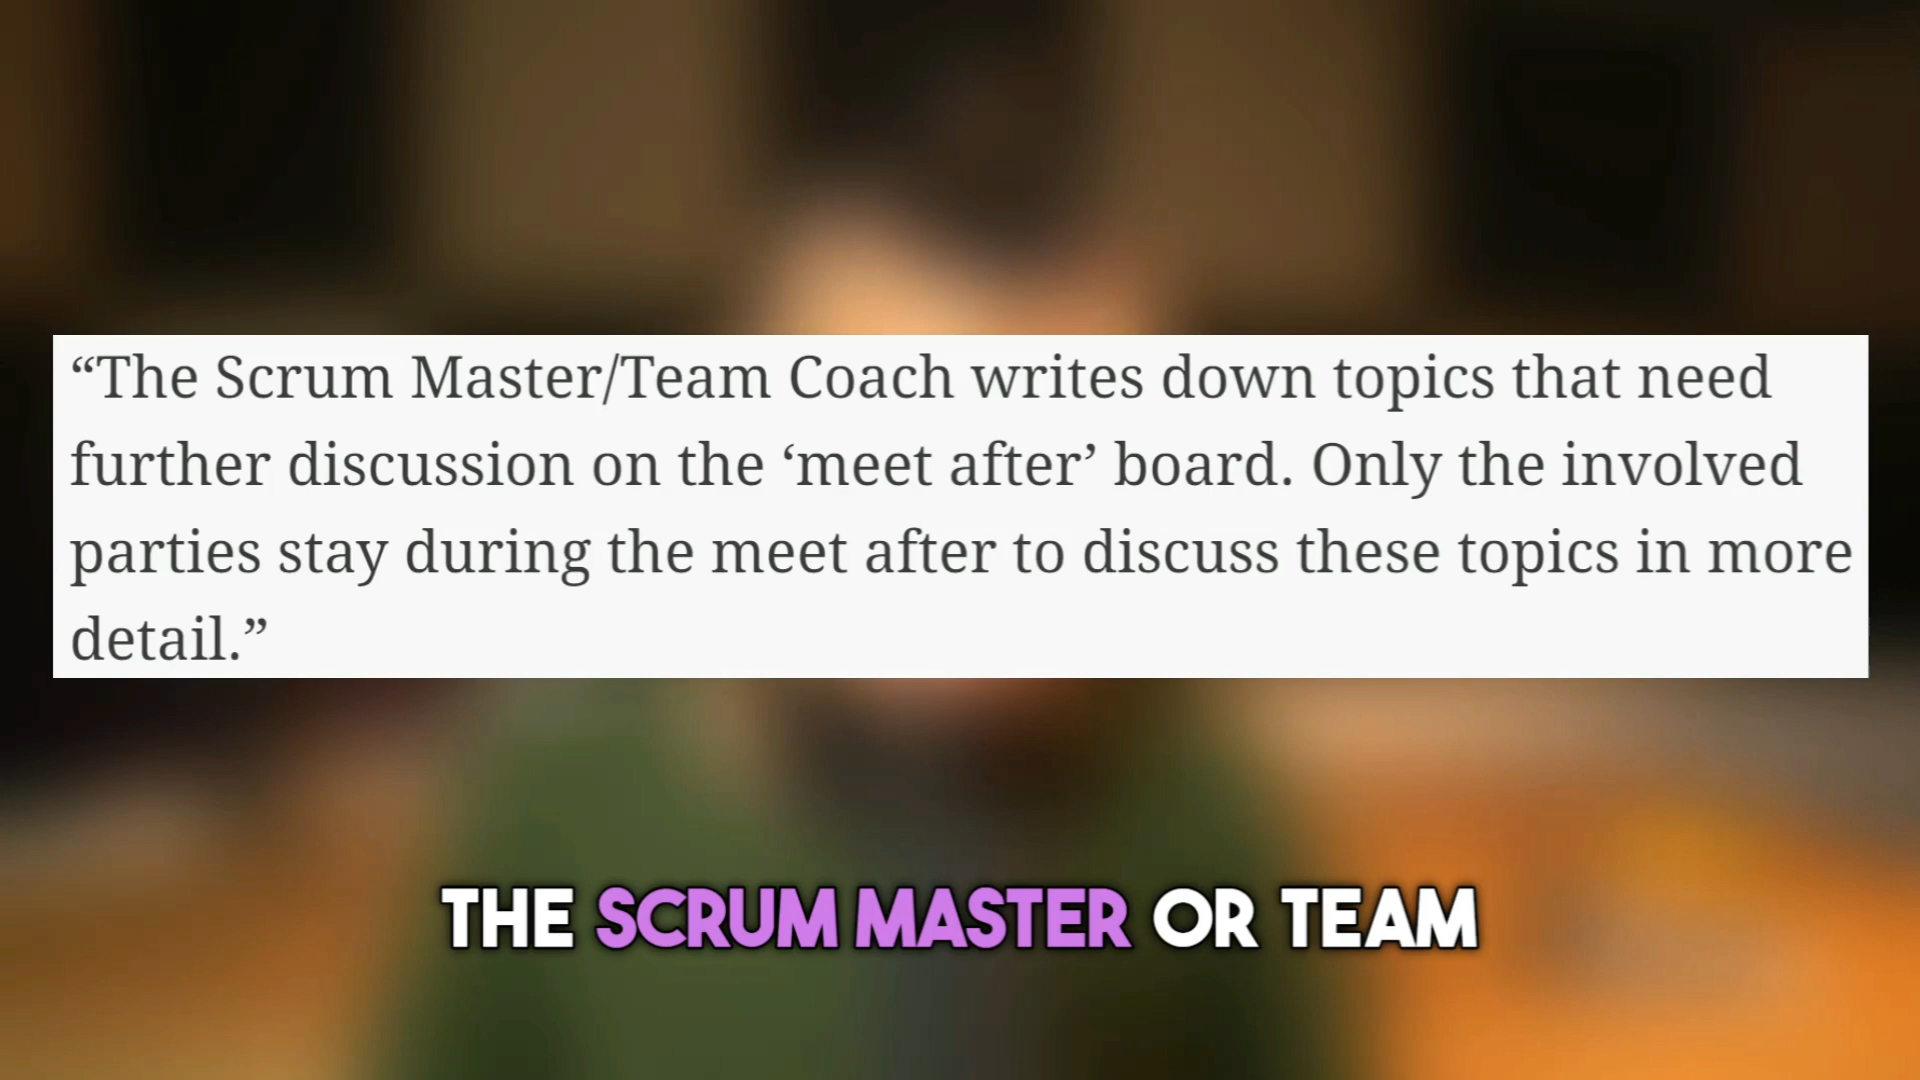 “The Scrum Master/Team Coach writes down topics that need
further discussion on the ‘meet after’ board. Only the involved
parties stay during the meet after to discuss these topics in more
detail.”
THE SCRUM MASTER OR TEAM